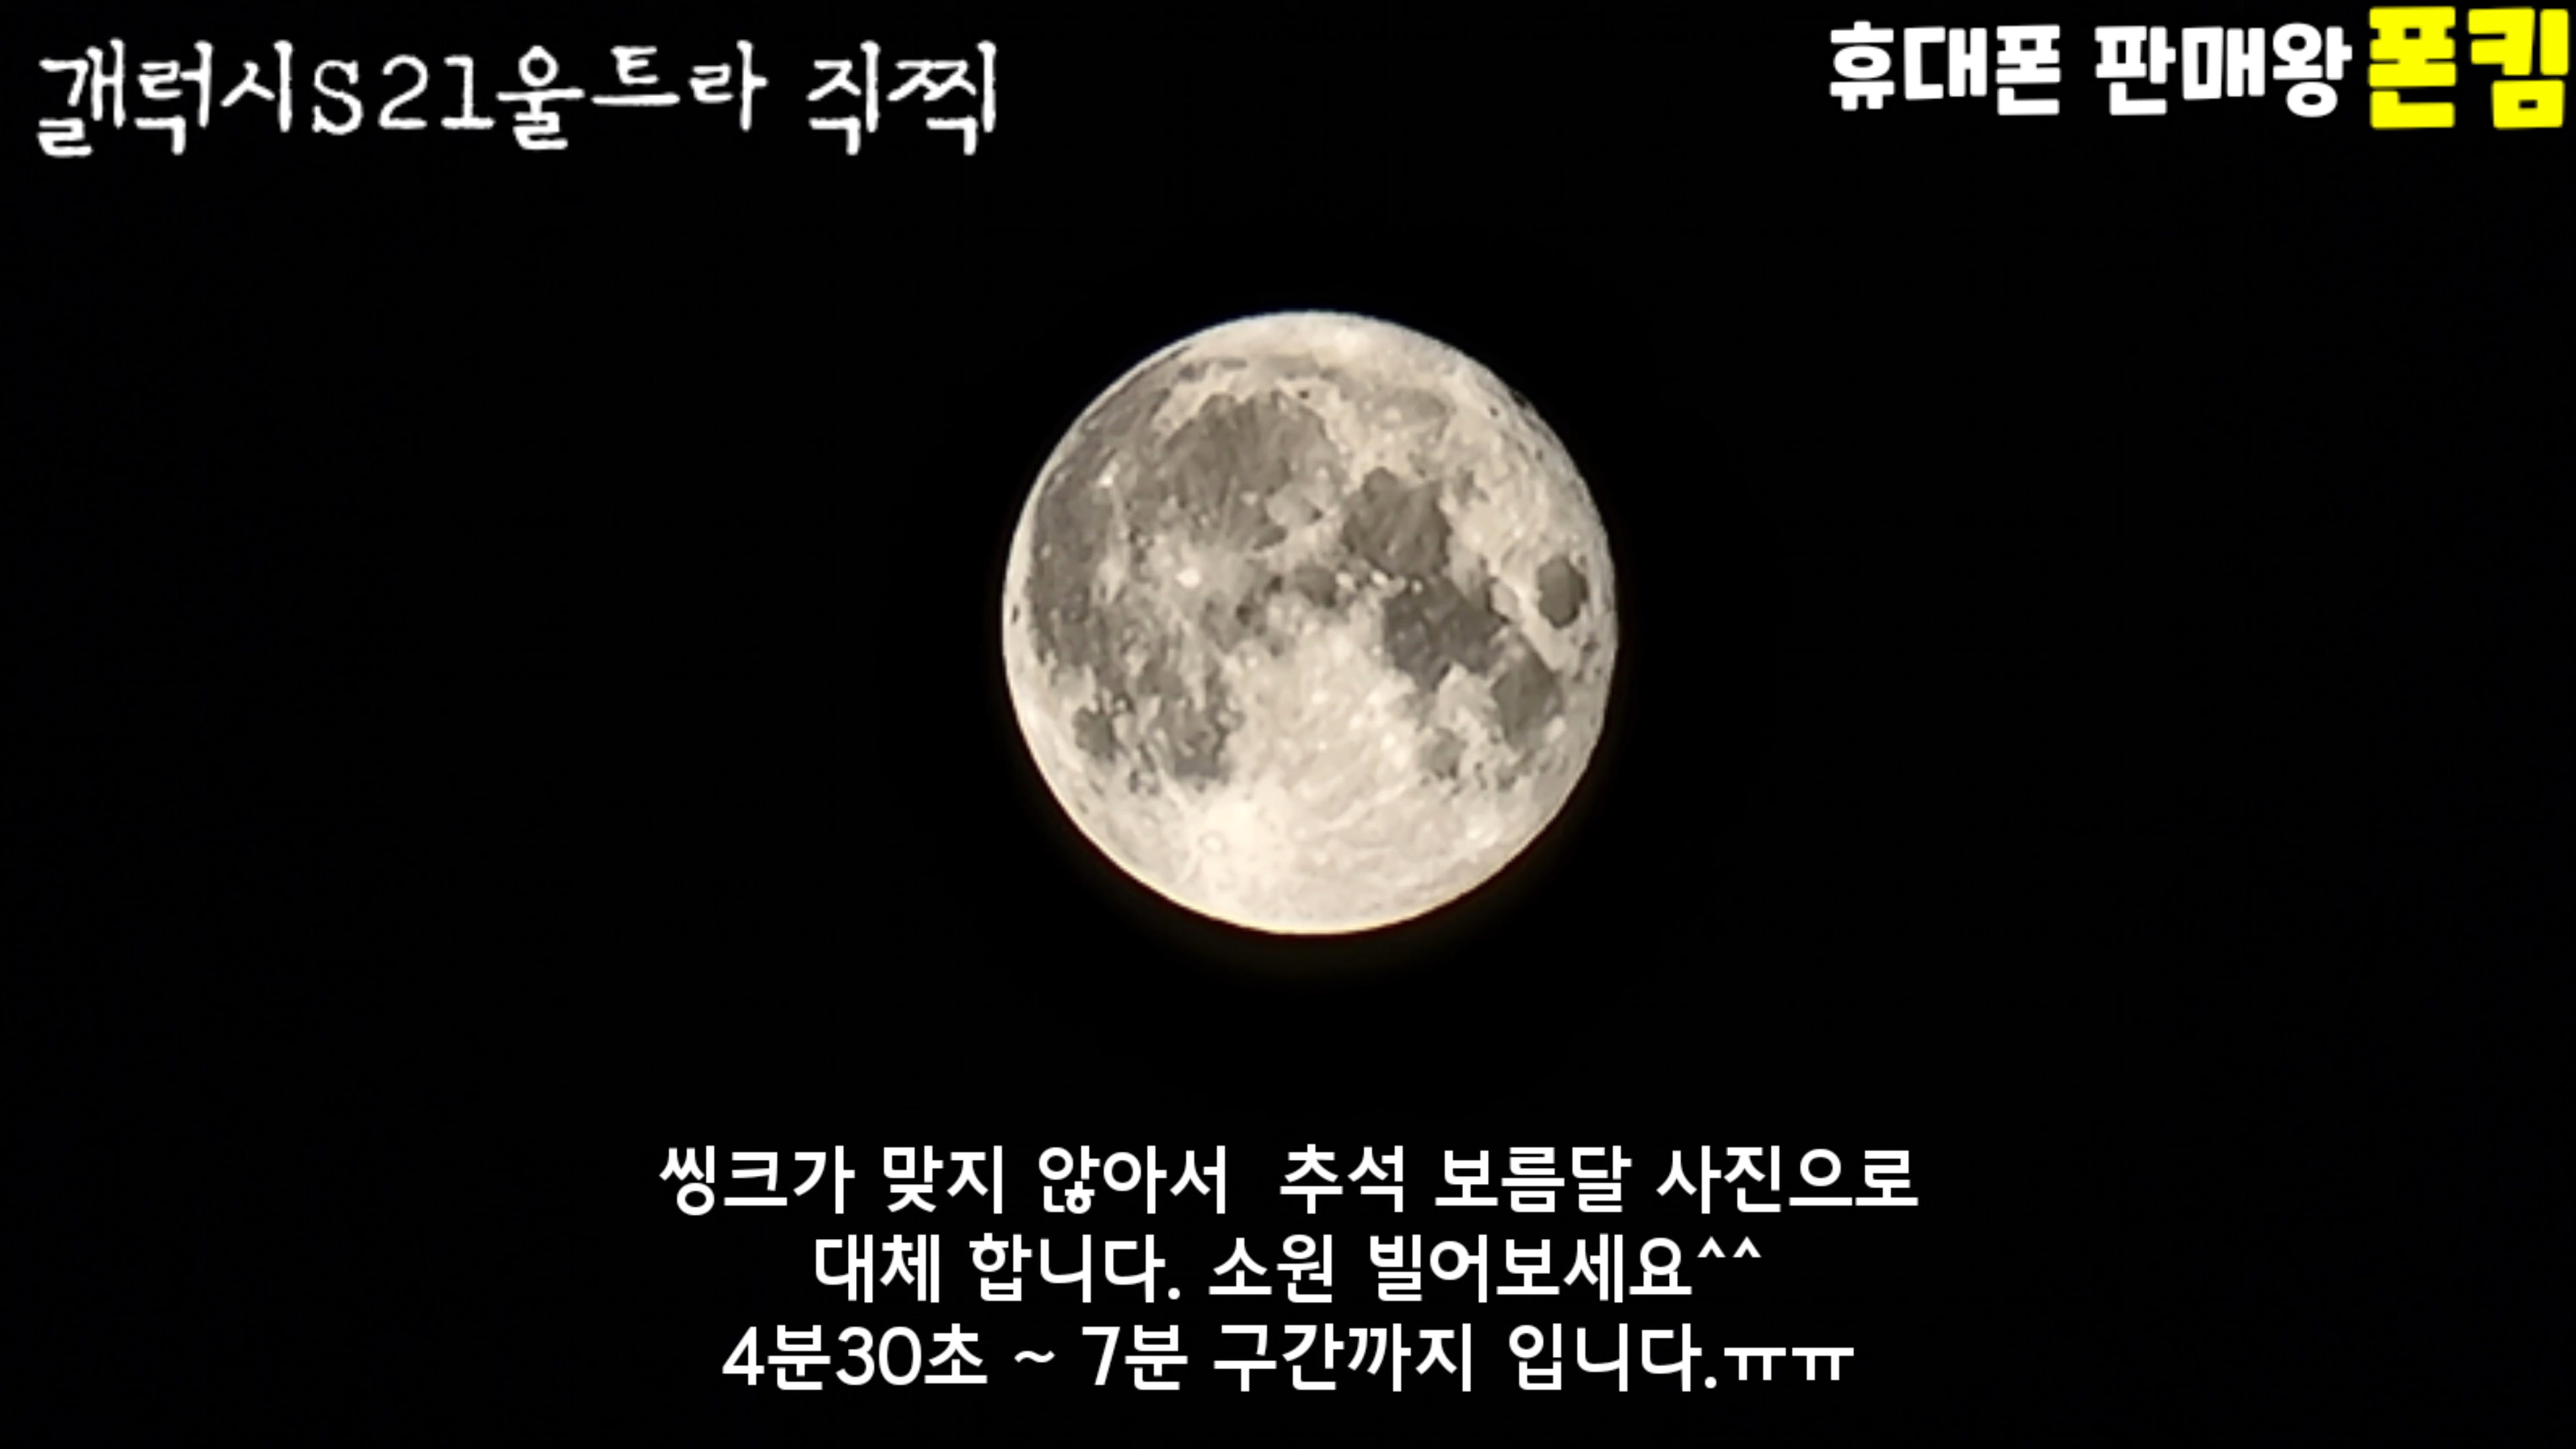 갤럭시S21울트라 직찍
휴대폰 판매왕폰킴
씽크가 맞지 않아서 추석 보름달 사진으로
대체 합니다. 소원 빌어보세요^^
4분30초 ~ 7분 구간까지 입니다.ㅠㅠ